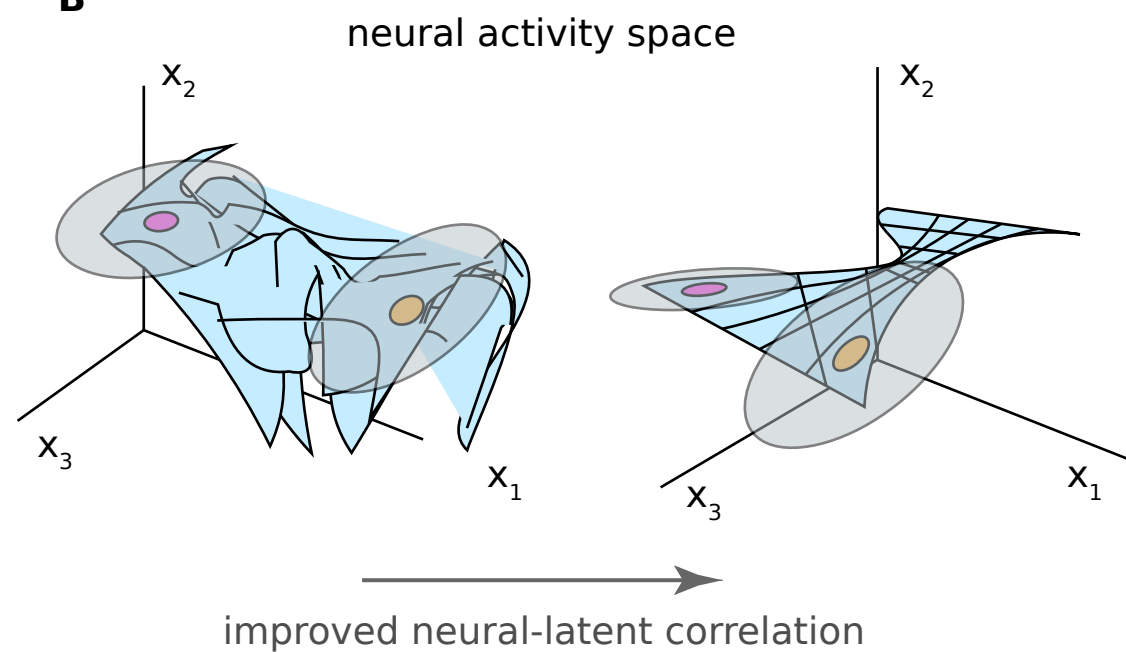 B
neural activity space
x2
x2
x3
x1
x3
x1
improved neural-latent correlation